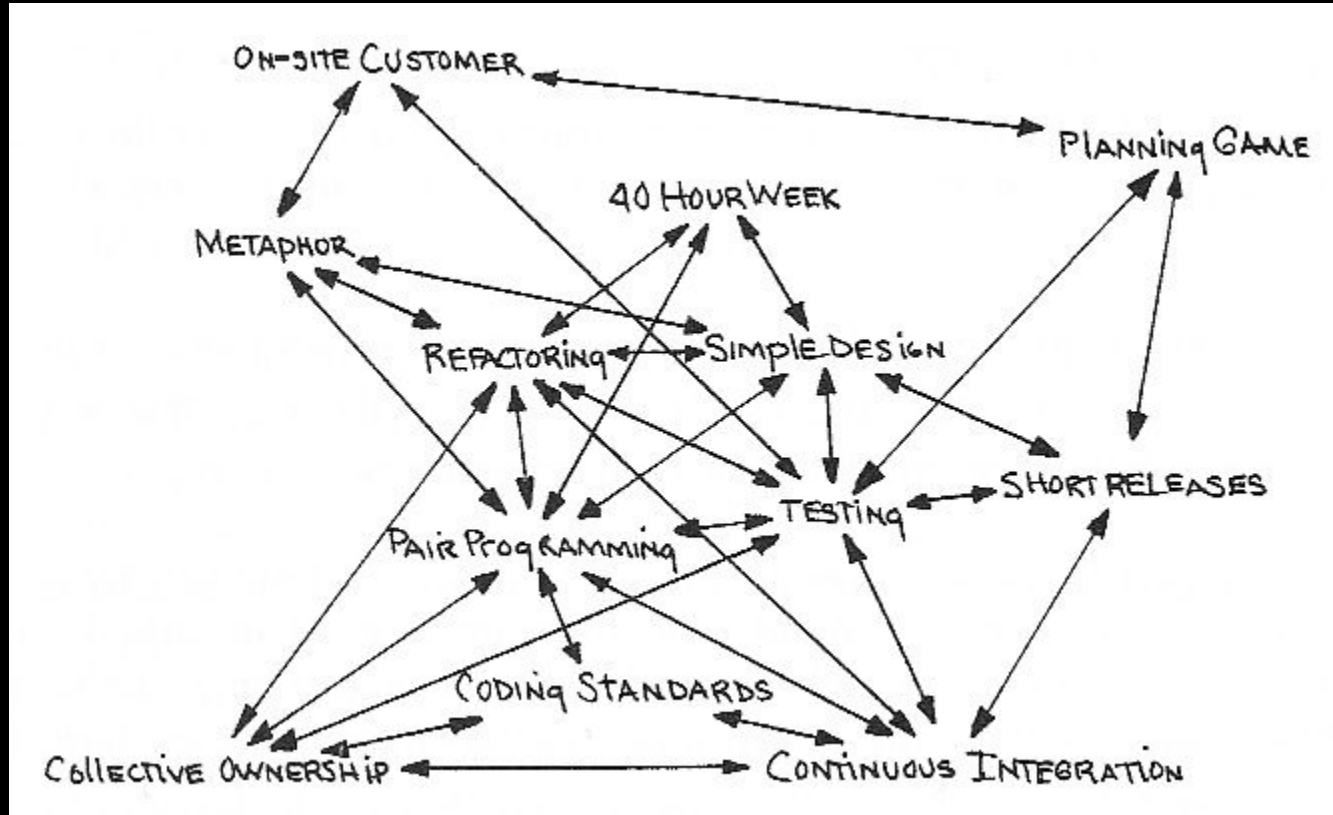 ON-SITE CUSTOMER
PLANNING GAME
40 HOUR WEEK
METAPHOR
REFACTORING
SIMPLE DESIGN
SHORT RELEASES
TESTING
PAIR PROGRAMMING
CODING STANDARDS
COLLECTIVE OWNERSHIP
CONTINUOUS INTEGRATION